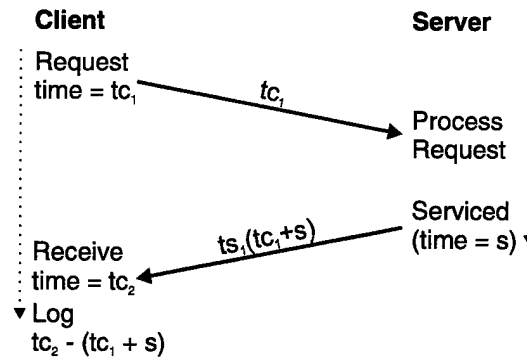 Client
Server
Request
time = tc₁
tc₁
Process
Request
Serviced
(time = s)
ts₁(tc₁+s)
Receive
time = tc₂
Log
tc₂ - (tc₁ + s)